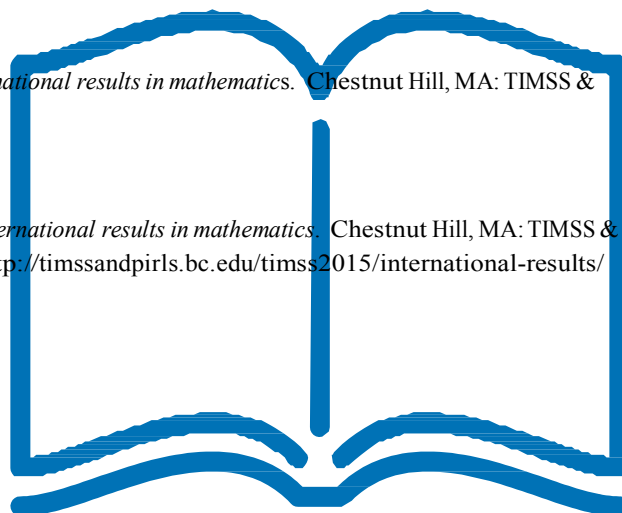 national results in mathematics. Chestnut Hill, MA: TIMSS &
ernational results in mathematics. Chestnut Hill, MA: TIMSS &
tp://timssandpirls.bc.edu/timss2015/international-results/